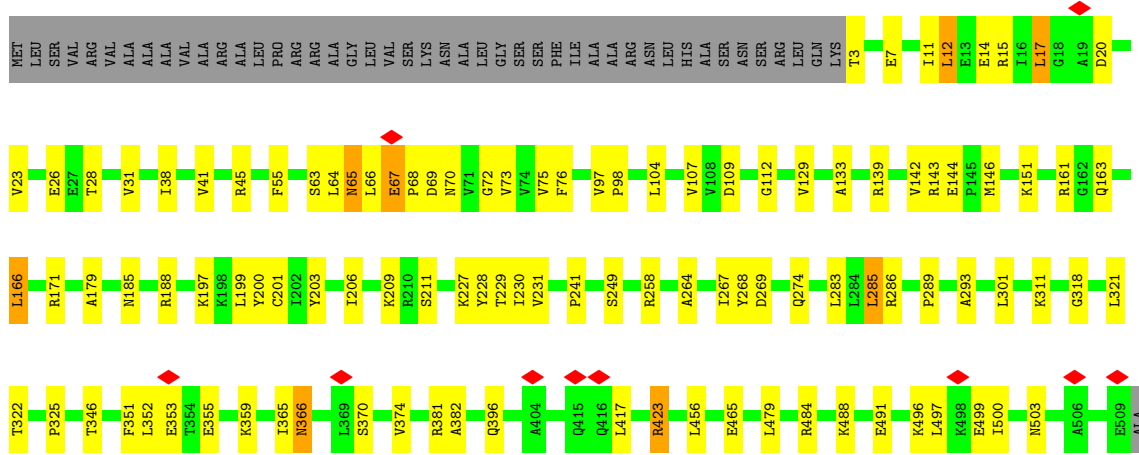 MET LEU SER VAL ARG VAL ALA ALA ALA ALA VAL ALA ARG ALA LEU PRO ARG ARG ALA GLY LEU VAL SER LYS ASN ALA LEU GLY SER SER PHE ILE ALA ALA ARG ASN LEU HIS ALA SER ASN SER ARG LEU GLN LYS T3 E7 I11 L12 E13 E14 R15 I16 L17 G18 A19 D20
V23 E26 E27 T28 V31 I38 V41 R45 F55 S63 L64 N65 L66 E67 P68 D69 N70 V71 G72 V73 V74 V75 F76 V97 P98 L104 V107 V108 D109 G112 V129 A133 R139 V142 R143 E144 P145 M146 K151 R161 G162 Q163
L166 R171 A179 N185 R188 K197 K198 L199 Y200 C201 I202 Y203 I206 K209 R210 S211 K227 Y228 T229 I230 V231 P241 S249 R258 A264 I267 Y268 D269 Q274 L283 L284 L285 R286 P289 A293 L301 K311 G318 L321
T322 P325 T346 F351 L352 E353 T354 E355 K359 I365 N366 L369 S370 V374 R381 A382 Q396 A404 Q415 Q416 L417 R423 L456 E465 L479 R484 K488 E491 K496 L497 K498 E499 I500 N503 A506 E509 ALA